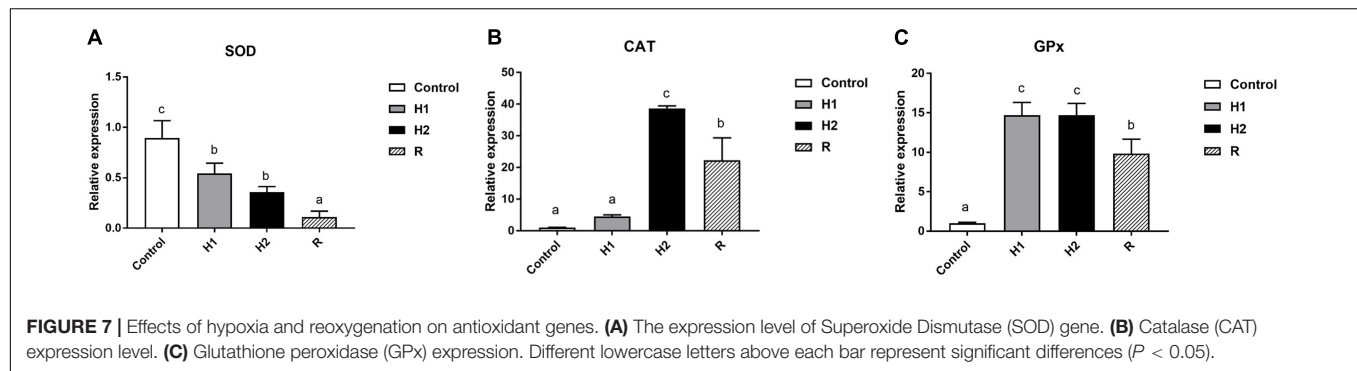 A
SOD
Relative expression
1.0
0.5
0.0
c
b
b
a
Control
H1
H2
R
Control
H1
H2
R
B
CAT
Relative expression
50
40
30
20
10
0
a
a
c
b
Control
H1
H2
R
Control
H1
H2
R
C
GPx
Relative expression
20
15
10
5
0
a
c
c
b
Control
H1
H2
R
Control
H1
H2
R
FIGURE 7 | Effects of hypoxia and reoxygenation on antioxidant genes. (A) The expression level of Superoxide Dismutase (SOD) gene. (B) Catalase (CAT)
expression level. (C) Glutathione peroxidase (GPx) expression. Different lowercase letters above each bar represent significant differences (P < 0.05).